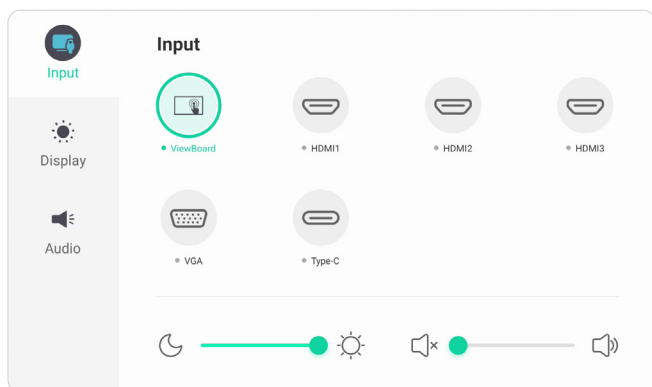 Input
Input
ViewBoard
HDMI1
HDMI2
HDMI3
Display
Audio
VGA
Type-C